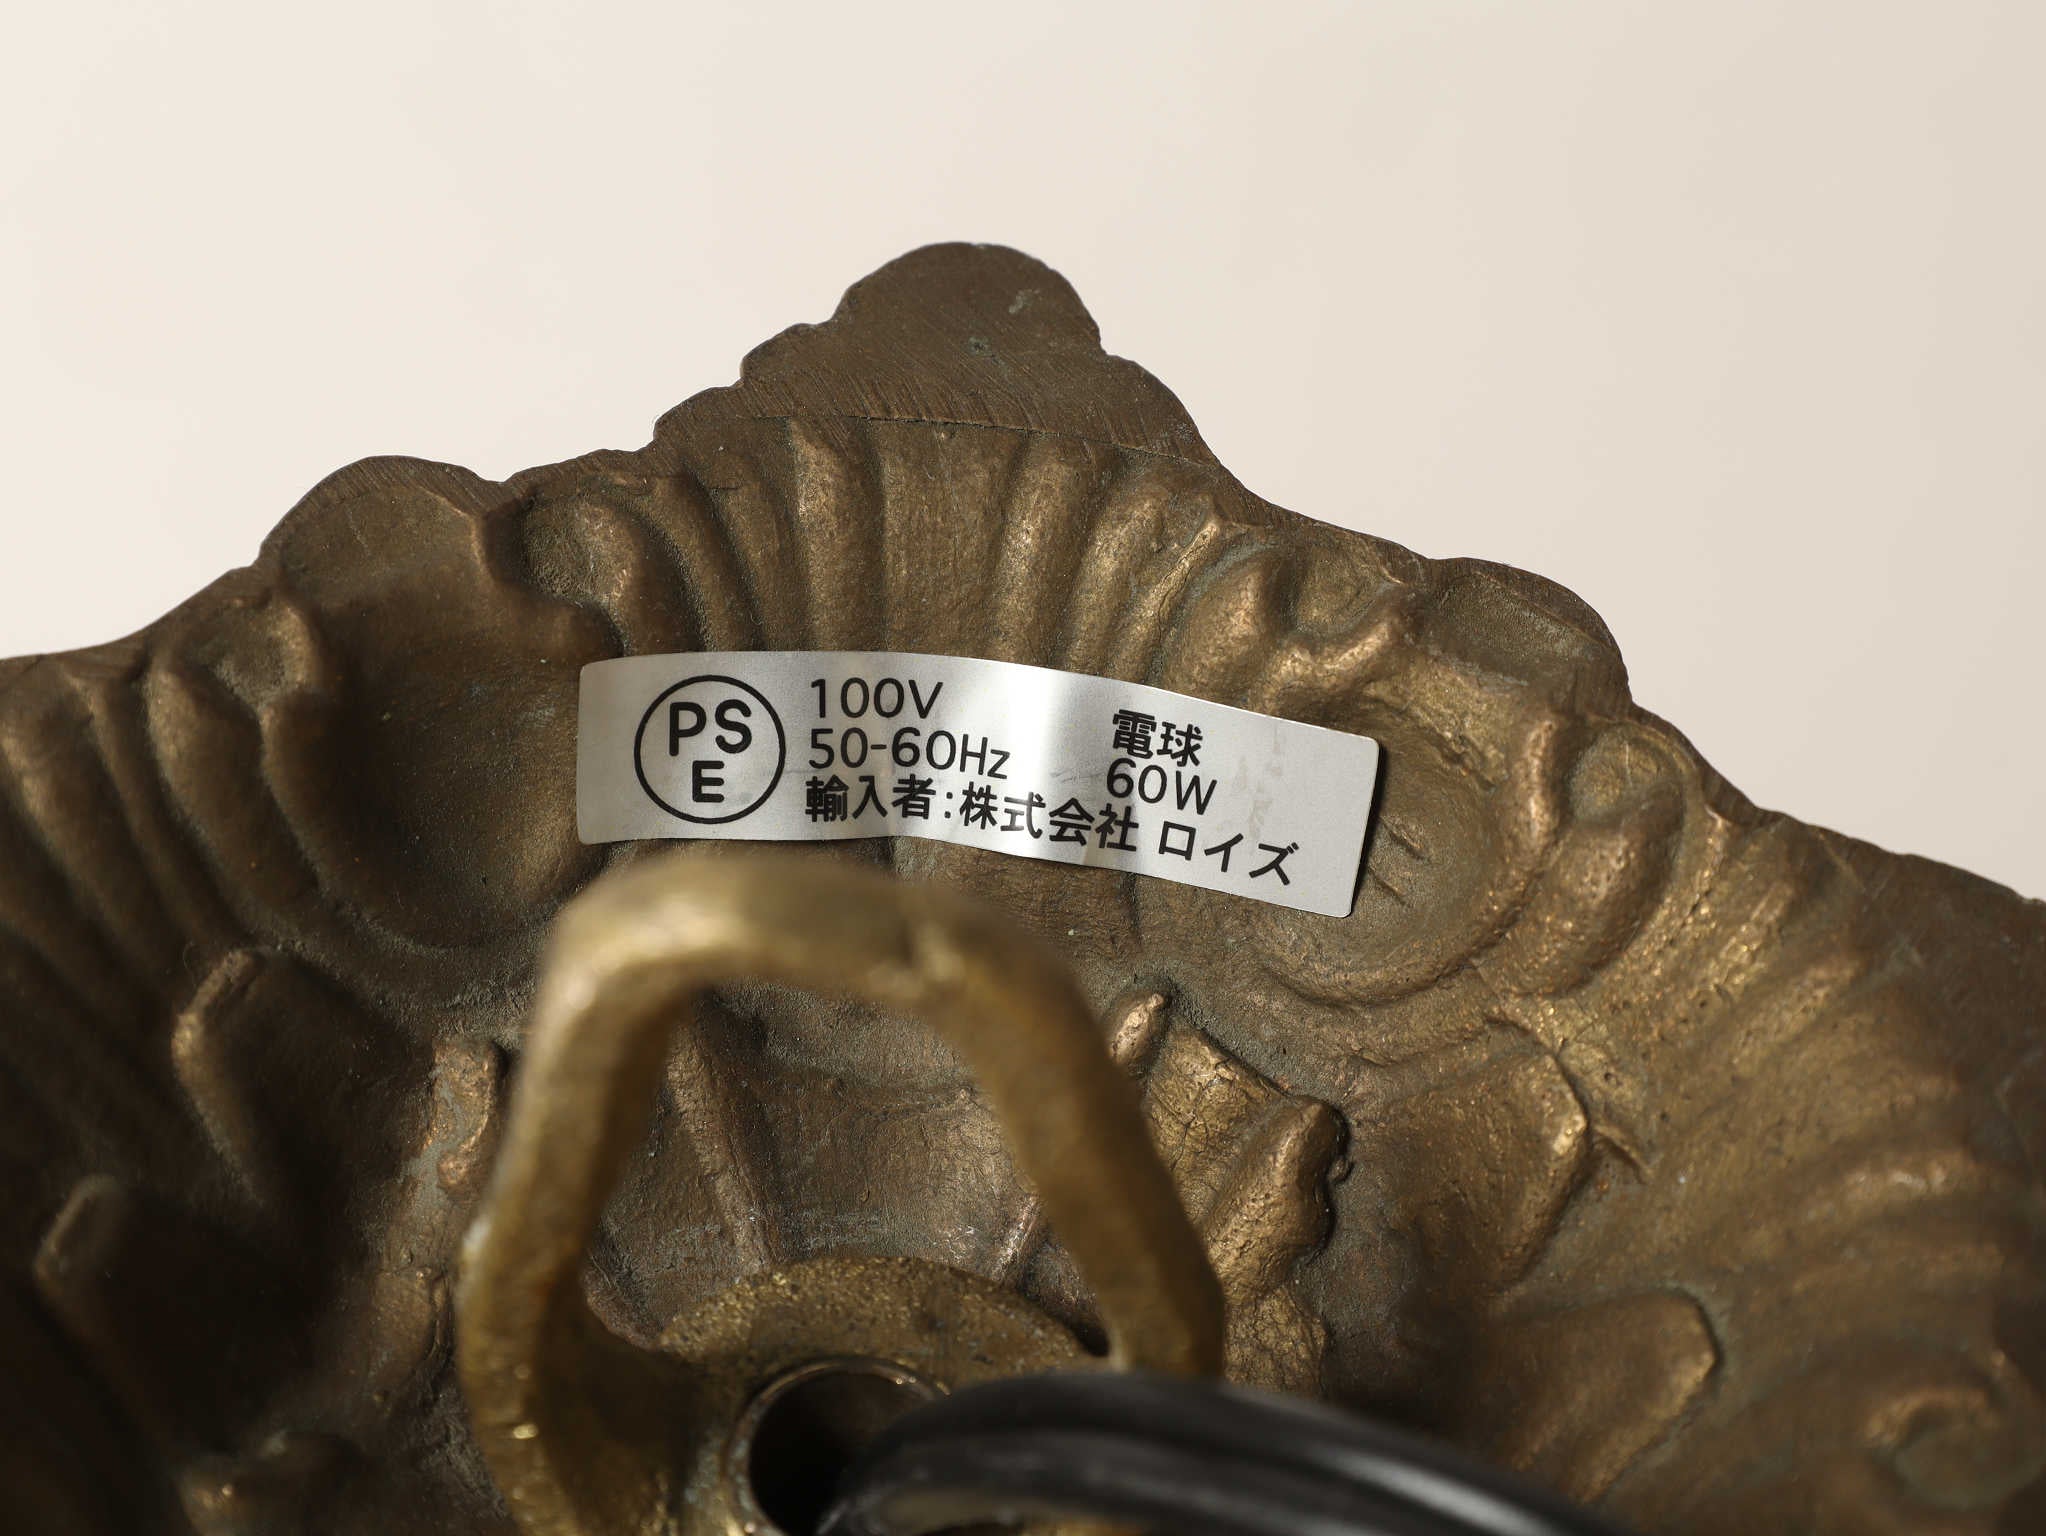 PS
E
100V
50-60Hz
電球
60W
輸入者:株式会社 ロイズ